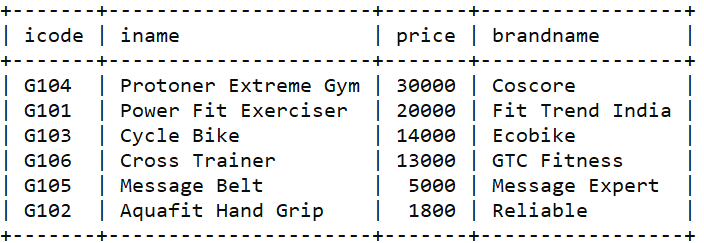 +-------+----------------------+-------+-----------------+
| icode | iname                | price | brandname       |
+-------+----------------------+-------+-----------------+
| G104  | Protoner Extreme Gym | 30000 | Coscore         |
| G101  | Power Fit Exerciser  | 20000 | Fit Trend India |
| G103  | Cycle Bike           | 14000 | Ecobike         |
| G106  | Cross Trainer        | 13000 | GTC Fitness     |
| G105  | Message Belt         |  5000 | Message Expert  |
| G102  | Aquafit Hand Grip    |  1800 | Reliable        |
+-------+----------------------+-------+-----------------+